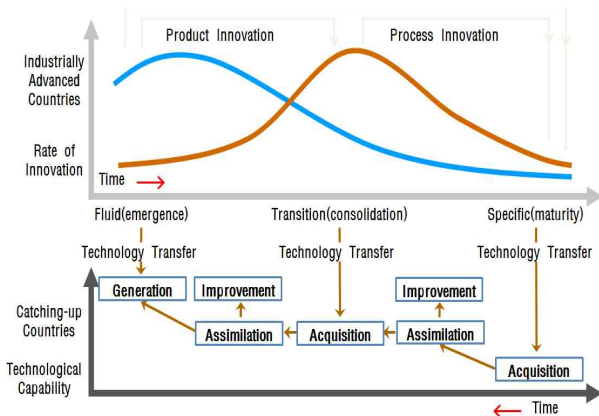 Product Innovation
Process Innovation
Industrially
Advanced
Countries
Rate of
Innovation
Time
Fluid(emergence)
Transition(consolidation)
Specific(maturity)
Technology Transfer
Technology Transfer
Technology Transfer
Generation
Improvement
Improvement
Catching-up
Countries
Assimilation
Acquisition
Assimilation
Technological
Capability
Acquisition
Time